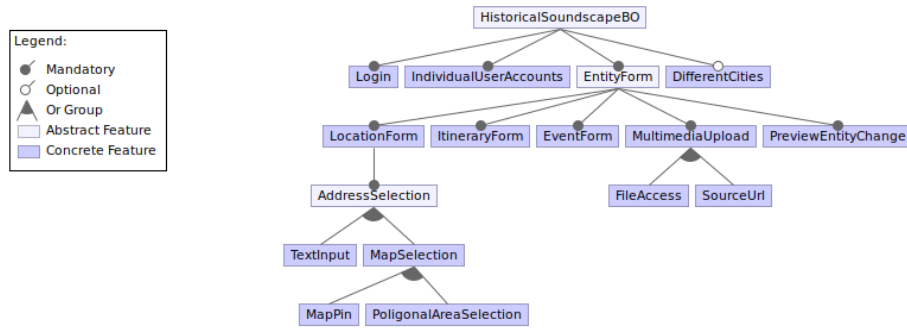 HistoricalSoundscapeBO
Legend:
Mandatory
Optional
Or Group
Abstract Feature
Concrete Feature
Login
IndividualUserAccounts
EntityForm
DifferentCities
LocationForm
ItineraryForm
EventForm
MultimediaUpload
PreviewEntityChange
AddressSelection
FileAccess
SourceUrl
TextInput
MapSelection
MapPin
PoligonalAreaSelection